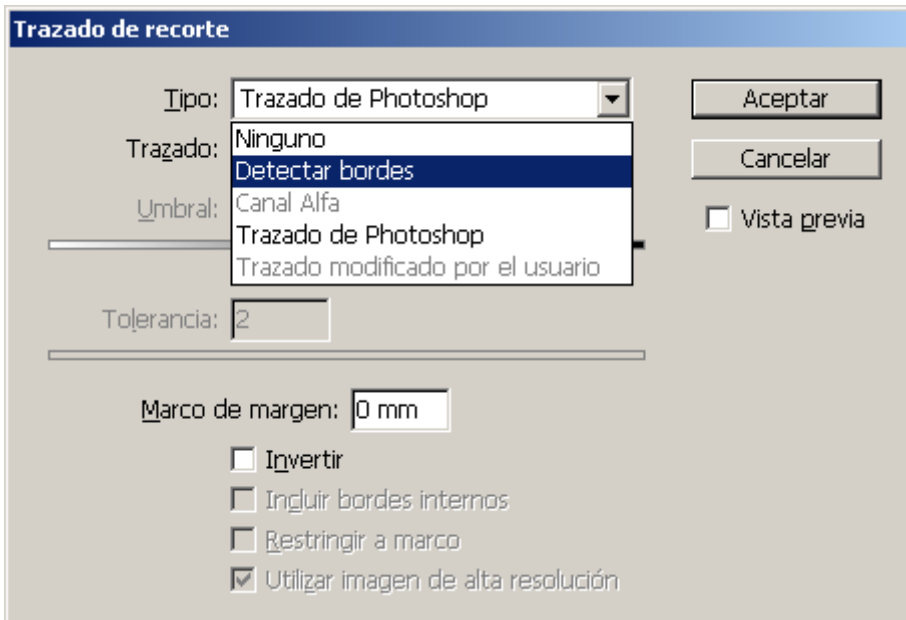 Trazado de recorte
Tipo: Trazado de Photoshop
Aceptar
Trazado:
Ninguno
Detectar bordes
Cancelar
Umbral:
Canal Alfa
Vista previa
Trazado de Photoshop
Trazado modificado por el usuario
Tolerancia: 2
Marco de margen: 0 mm
Invertir
Incluir bordes internos
Restringir a marco
Utilizar imagen de alta resolución